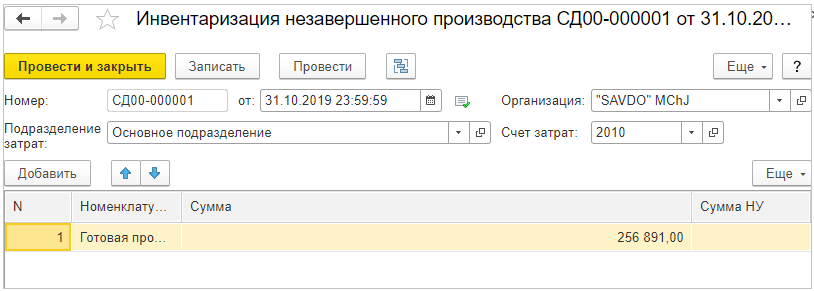 Инвентаризация незавершенного производства СД00-000001 от 31.10.20...
Провести и закрыть Записать Провести Еще ?
Номер: СД00-000001 от: 31.10.2019 23:59:59 Организация: "SAVDO" MChJ
Подразделение затрат: Основное подразделение Счет затрат: 2010
Добавить Еще
N Номенклату... Сумма Сумма НУ
1 Готовая про... 256 891,00